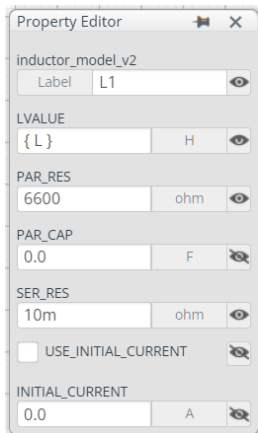 Property Editor
inductor_model_v2
Label L1
LVALUE
{ L } H
PAR_RES
6600 ohm
PAR_CAP
0.0 F
SER_RES
10m ohm
USE_INITIAL_CURRENT
INITIAL_CURRENT
0.0 A